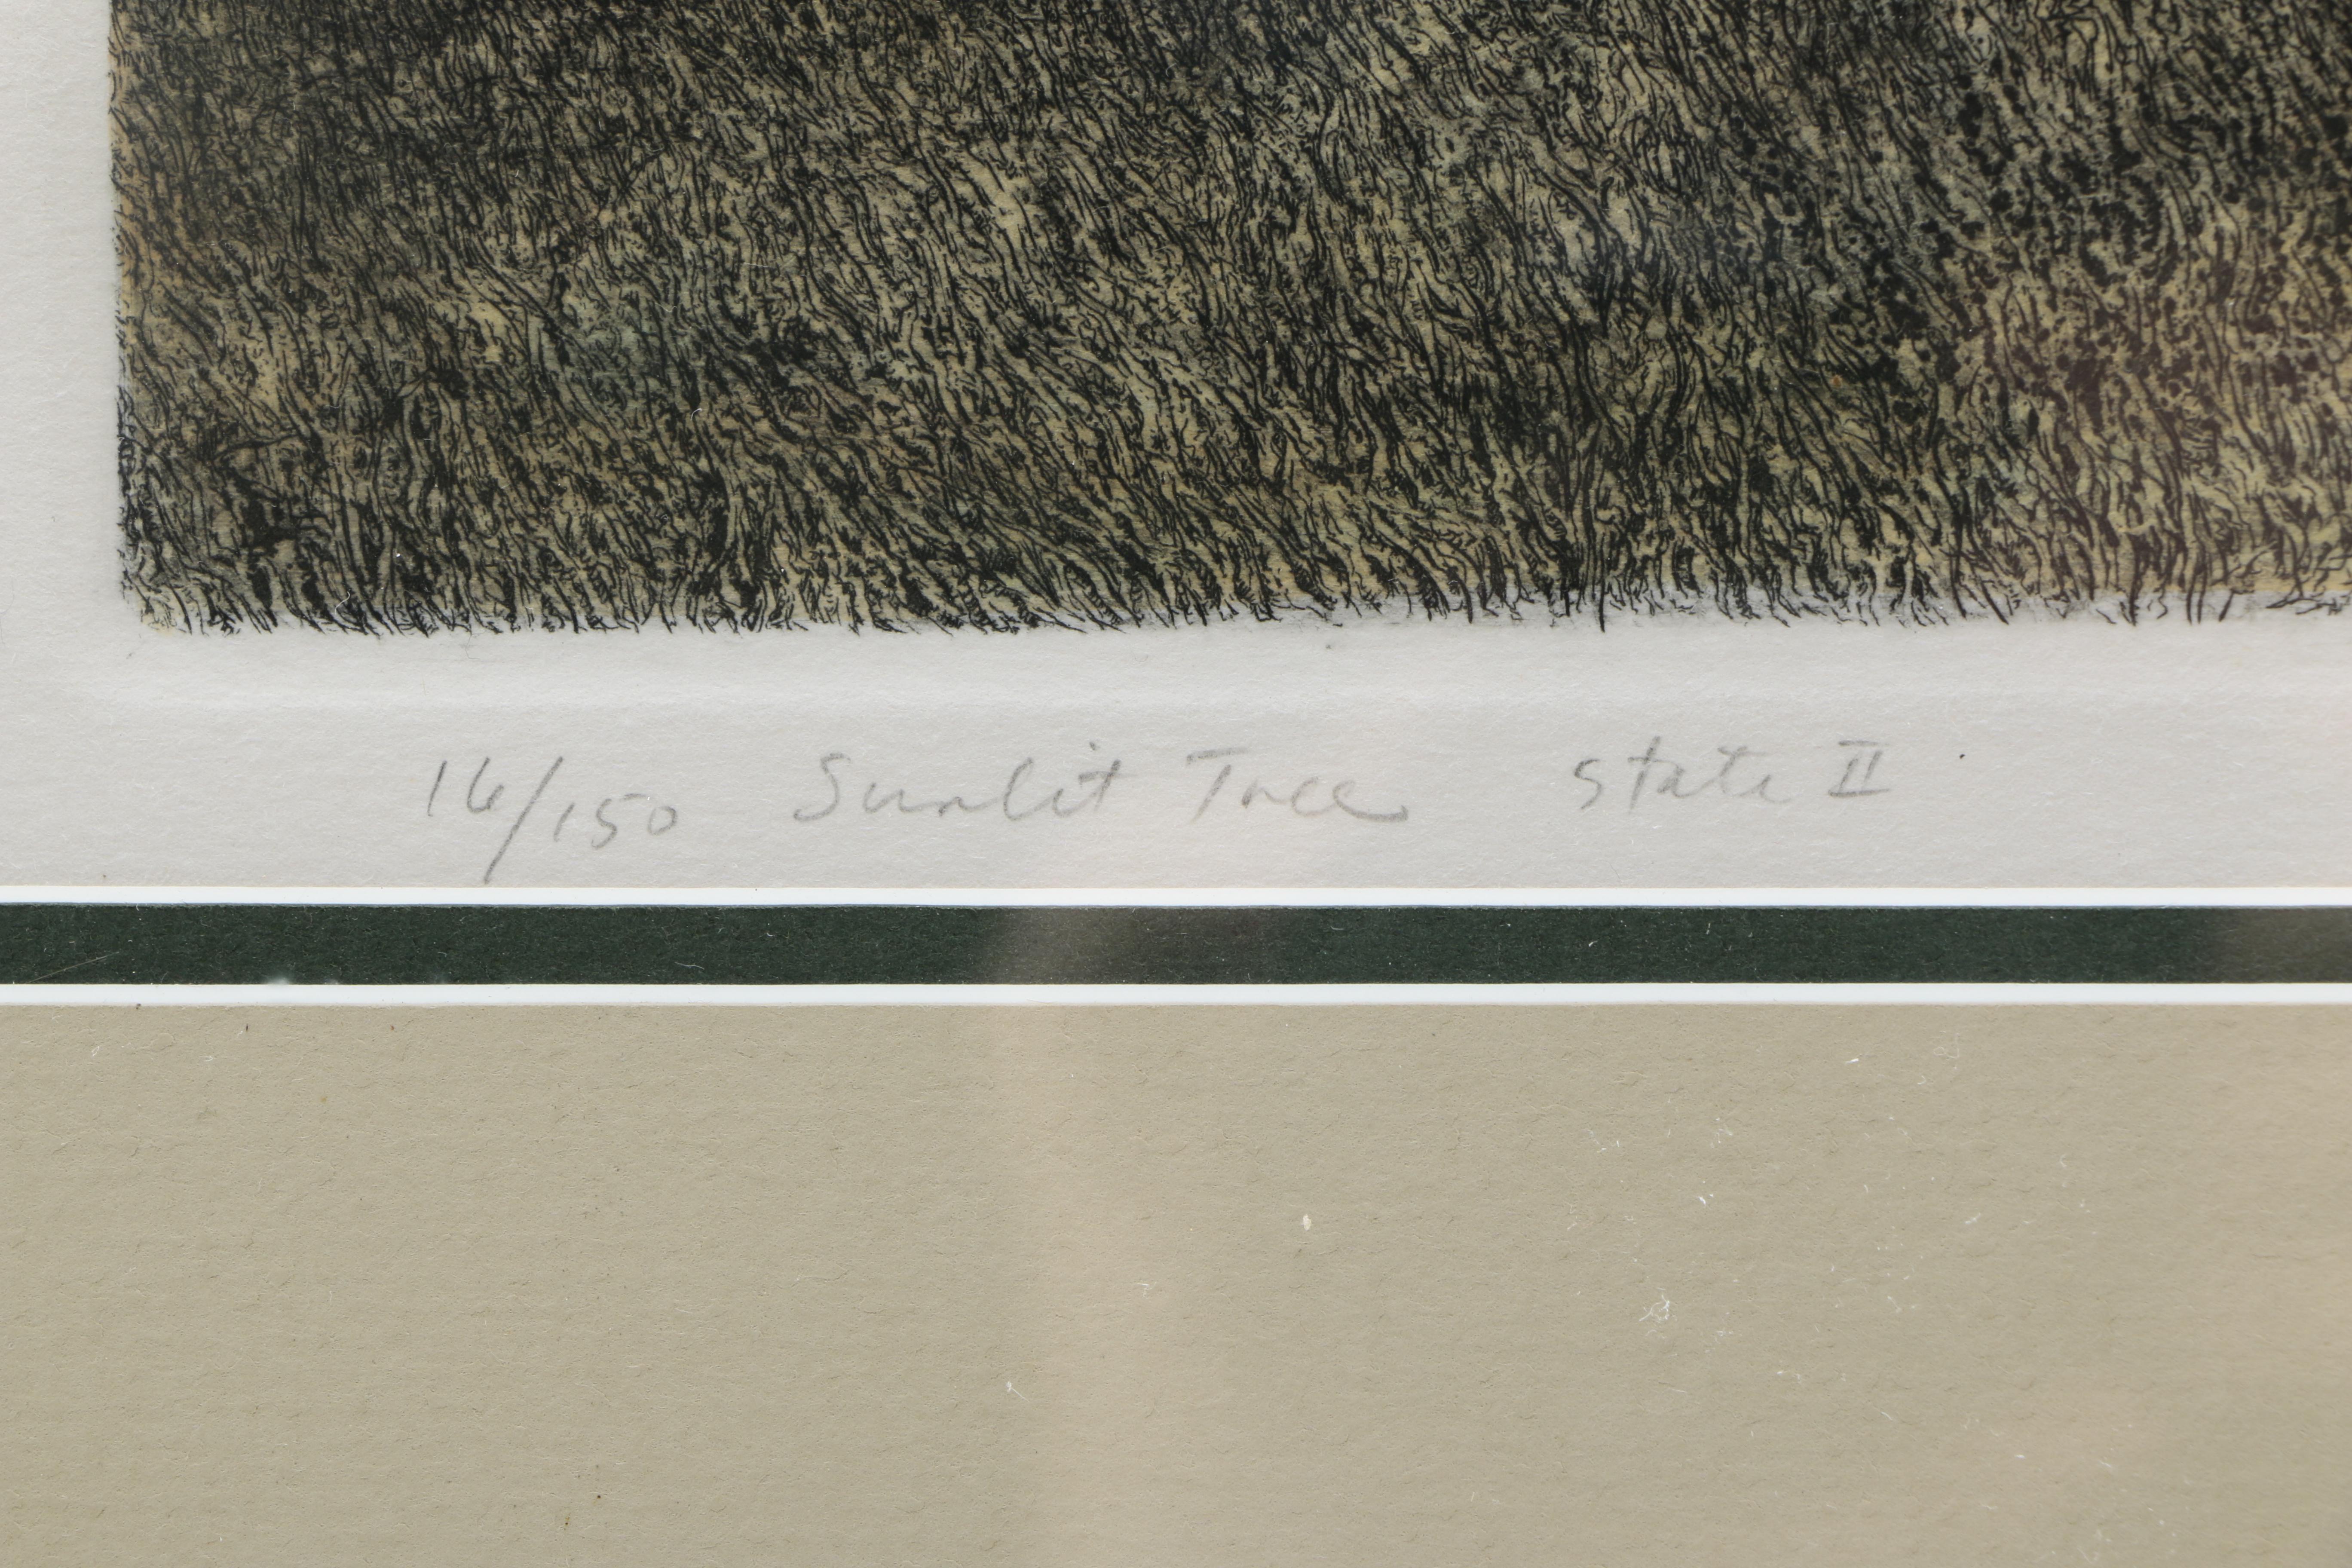 16/150 Sunlit Tree State II